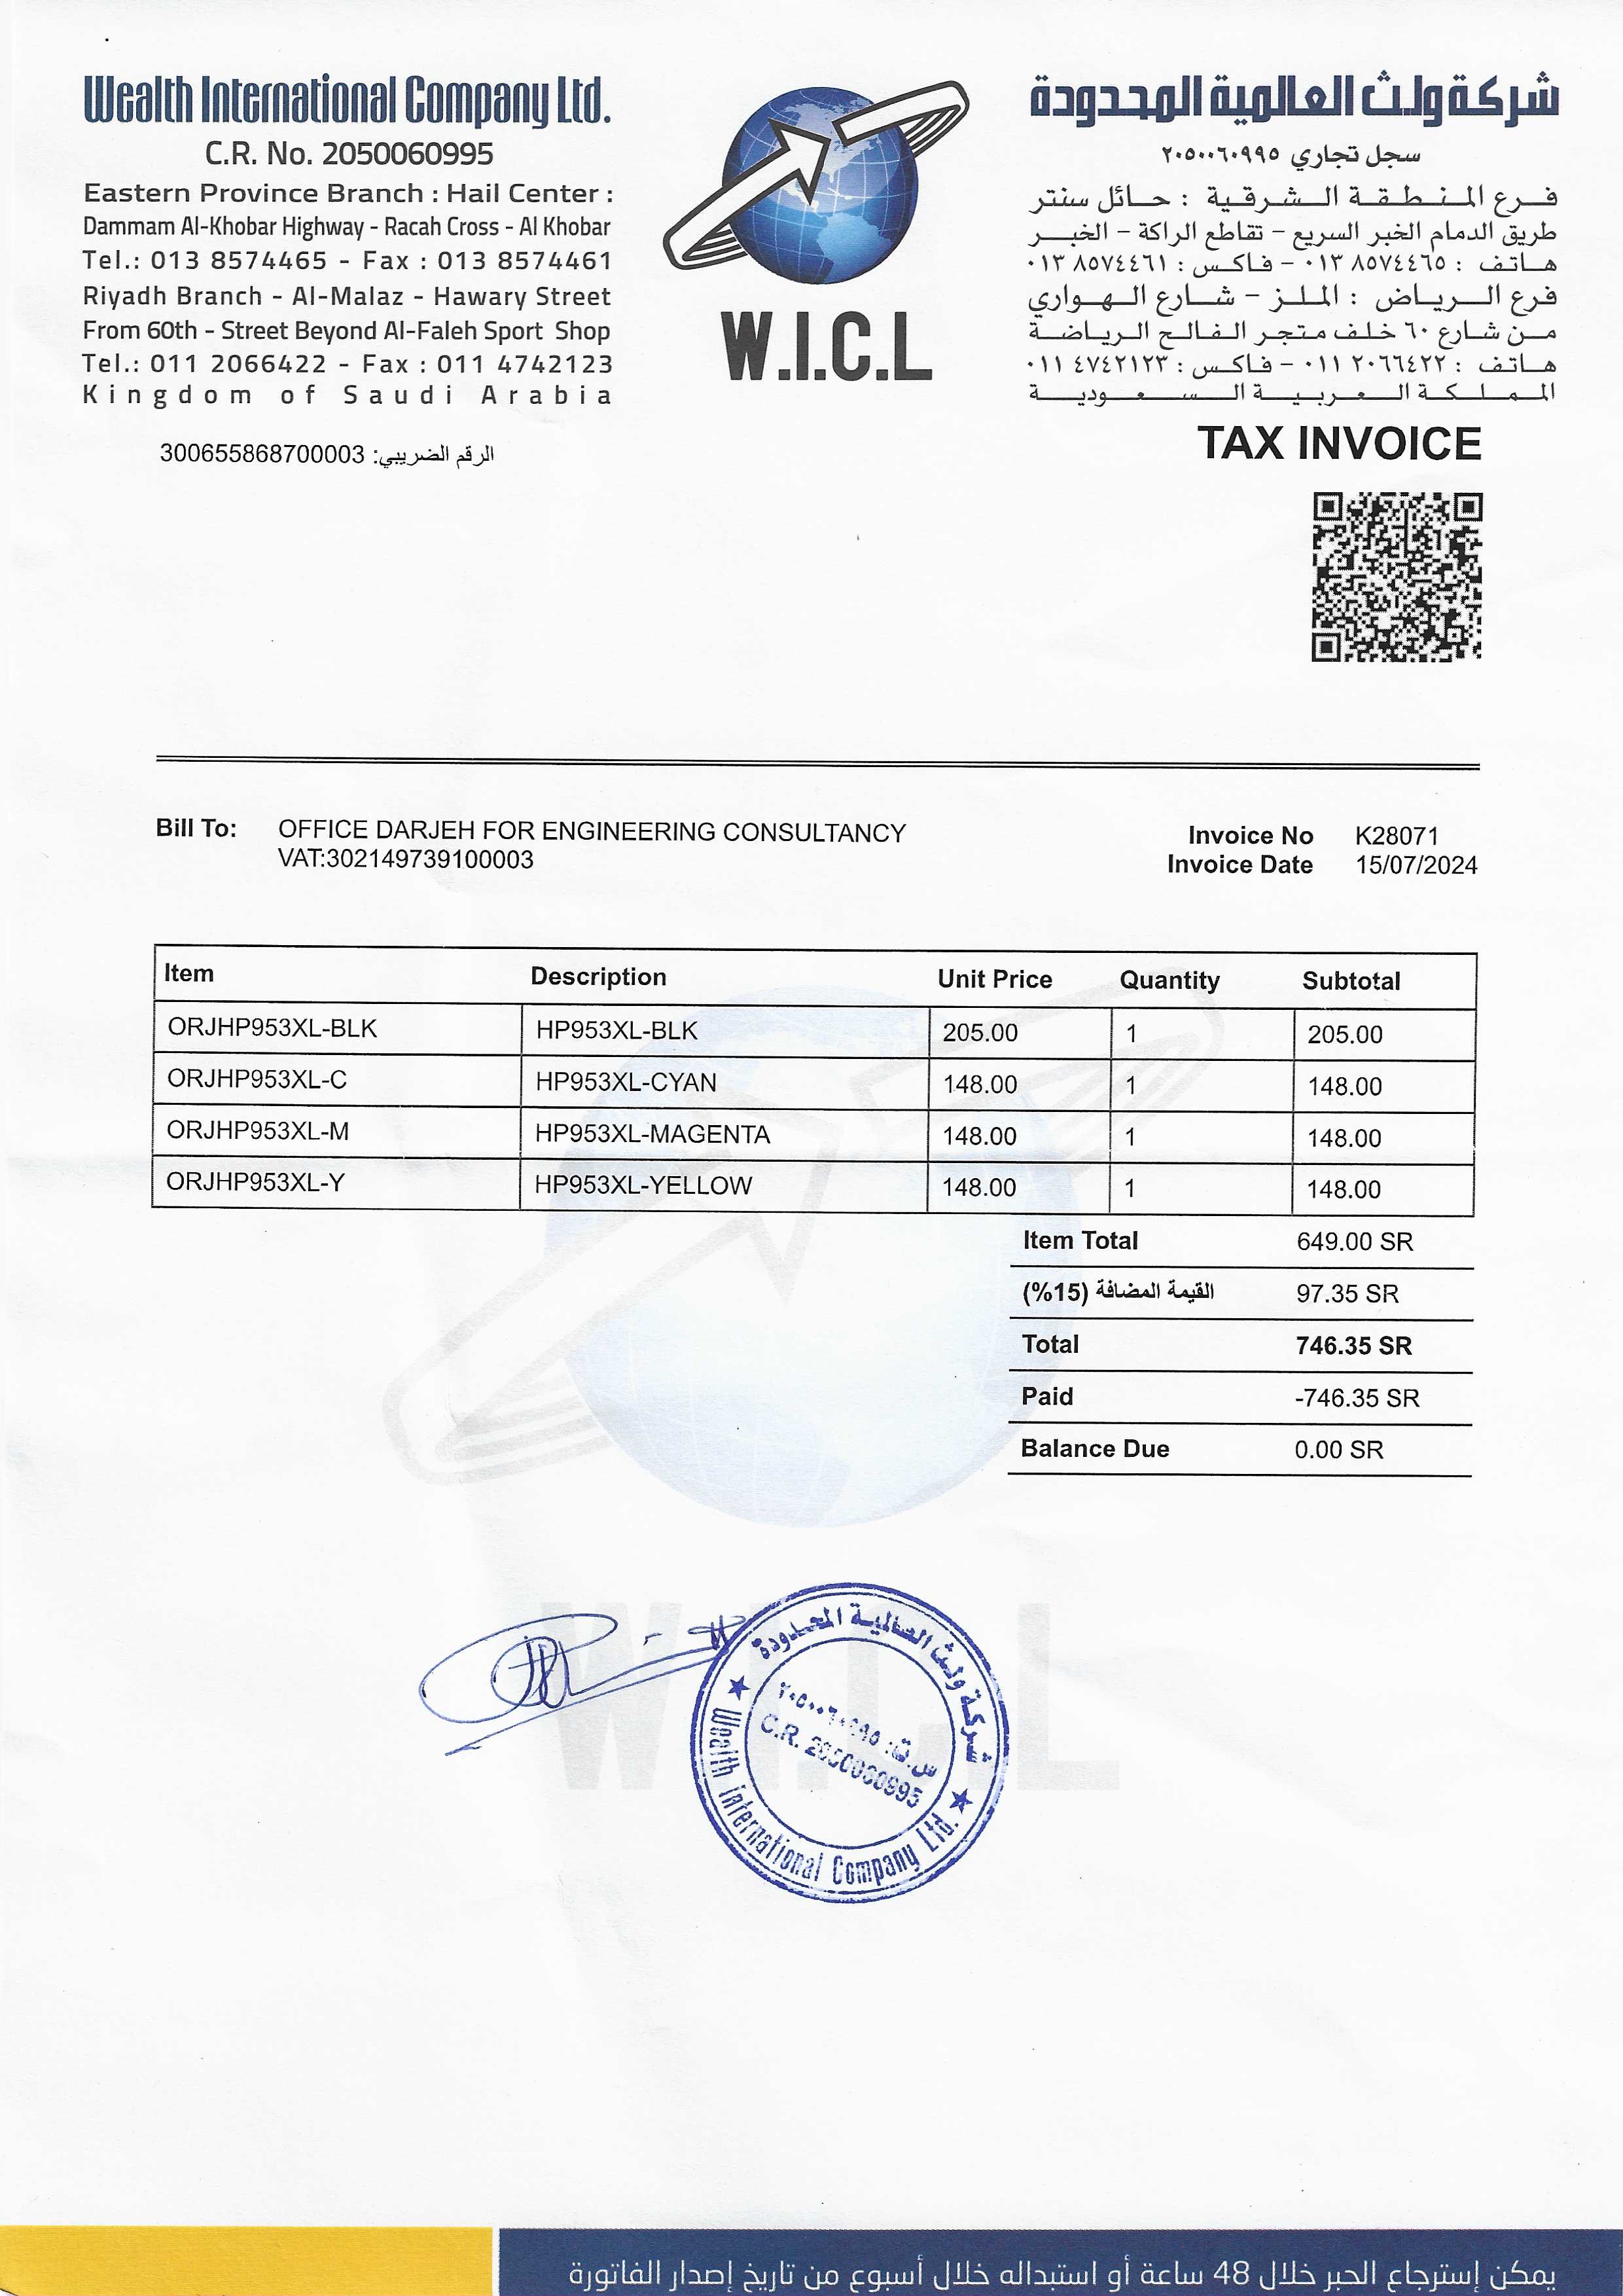 Wealth International Company Ltd.
C.R. No. 2050060995
Eastern Province Branch : Hail Center :
Dammam Al-Khobar Highway - Racah Cross - Al Khobar
Tel.: 013 8574465 - Fax : 013 8574461
Riyadh Branch - Al-Malaz - Hawary Street
From 60th - Street Beyond Al-Faleh Sport Shop
Tel.: 011 2066422 - Fax : 011 4742123
Kingdom of Saudi Arabia
W.I.C.L
شركة ولث العالمية المحدودة
سجل تجاري ٢٠٥٠٠٦٠٩٩٥
فرع المنطقة الشرقية : حائل سنتر
طريق الدمام الخبر السريع - تقاطع الراكة - الخبر
هاتف : ٨٥٧٤٤٦٥ ٠١٣ - فاكس : ٨٥٧٤٤٦١ ٠١٣
فرع الرياض : الملز - شارع الهواري
من شارع ٦٠ خلف متجر الفالح الرياضة
هاتف : ٢٠٦٦٤٢٢ ٠١١ - فاكس : ٤٧٤٢١٢٣ ٠١١
المملكة العربية السعودية
الرقم الضريبي: 300655868700003
TAX INVOICE
Bill To: OFFICE DARJEH FOR ENGINEERING CONSULTANCY
VAT:302149739100003
Invoice No K28071
Invoice Date 15/07/2024
Item Description Unit Price Quantity Subtotal
ORJHP953XL-BLK HP953XL-BLK 205.00 1 205.00
ORJHP953XL-C HP953XL-CYAN 148.00 1 148.00
ORJHP953XL-M HP953XL-MAGENTA 148.00 1 148.00
ORJHP953XL-Y HP953XL-YELLOW 148.00 1 148.00
Item Total 649.00 SR
القيمة المضافة (15%) 97.35 SR
Total 746.35 SR
Paid -746.35 SR
Balance Due 0.00 SR
W.I.C.L
شركة ولث العالمية المحدودة
س.ت: ٢٠٥٠٠٦٠٩٩٥
C.R. 2050060995
Wealth International Company Ltd.
يمكن إسترجاع الحبر خلال 48 ساعة أو استبداله خلال أسبوع من تاريخ إصدار الفاتورة